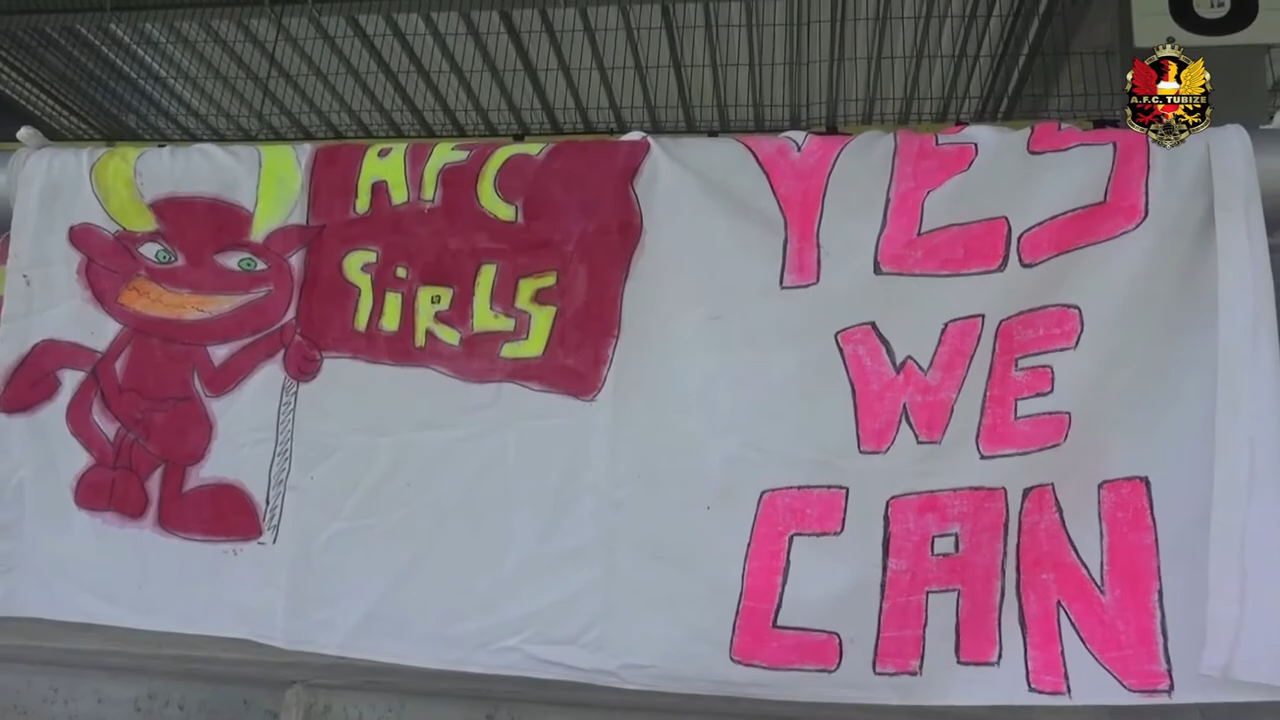 AFC
GiRLS
YES
WE
CAN
A.F.C. TUBIZE